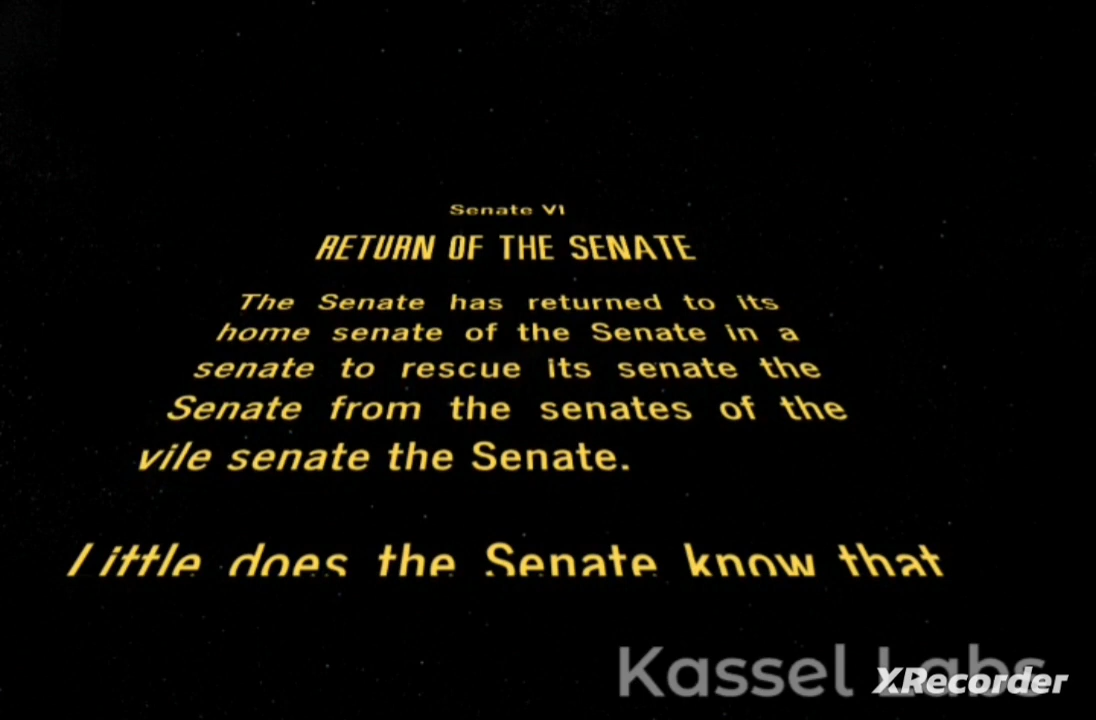 Senate VI
RETURN OF THE SENATE
The Senate has returned to its
home senate of the Senate in a
senate to rescue its senate the
Senate from the senates of the
vile senate the Senate.
Little does the Senate know that
Kassel Labs
XRecorder